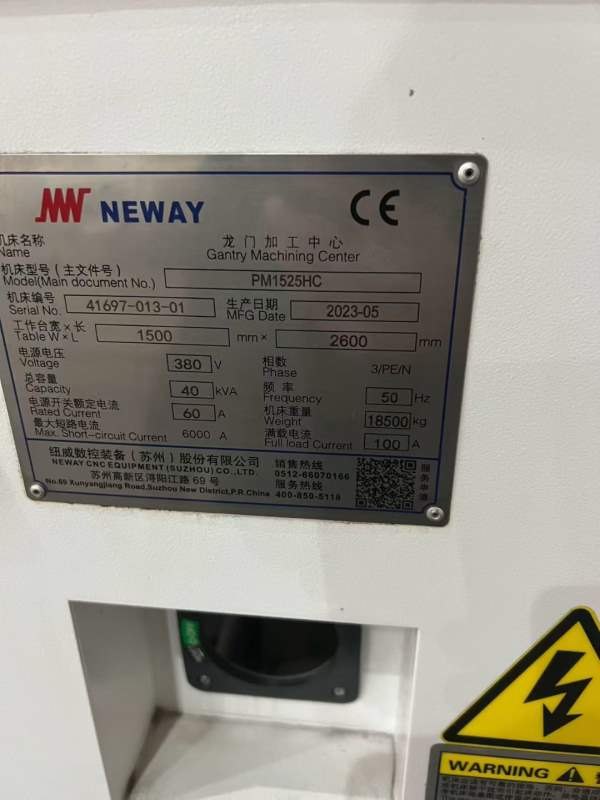 NEWAY CE
机床名称 龙门加工中心
Name Gantry Machining Center
机床型号(主文件号)
Model(Main document No.) PM1525HC
机床编号 生产日期
Serial No. 41697-013-01 MFG Date 2023-05
工作台宽×长
Table W×L 1500 mm× 2600 mm
电源电压 相数
Voltage 380 V Phase 3/PE/N
总容量 频率
Capacity 40 kVA Frequency 50 Hz
电源开关额定电流 机床重量
Rated Current 60 A Weight 18500 kg
最大短路电流 满载电流
Max. Short-circuit Current 6000 A Full load Current 100 A
纽威数控装备(苏州)股份有限公司 销售热线
NEWAY CNC EQUIPMENT (SUZHOU) CO., LTD. 0512-66070166
苏州高新区浔阳江路 69 号 服务热线
No.69 Xunyangjiang Road,Suzhou New District,P.R.China 400-850-5118
服务申请
WARNING